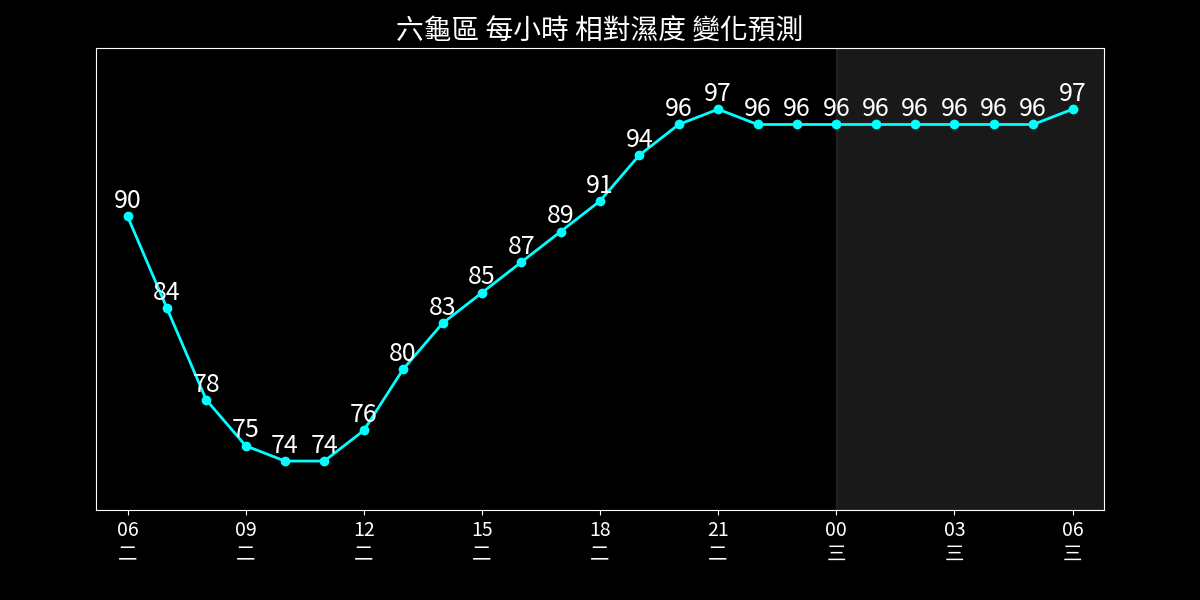 六龜區 每小時 相對濕度 變化預測
90 84 78 75 74 74 76 80 83 85 87 89 91 94 96 97 96 96 96 96 96 96 96 96 97
06 09 12 15 18 21 00 03 06
二 二 二 二 二 二 三 三 三